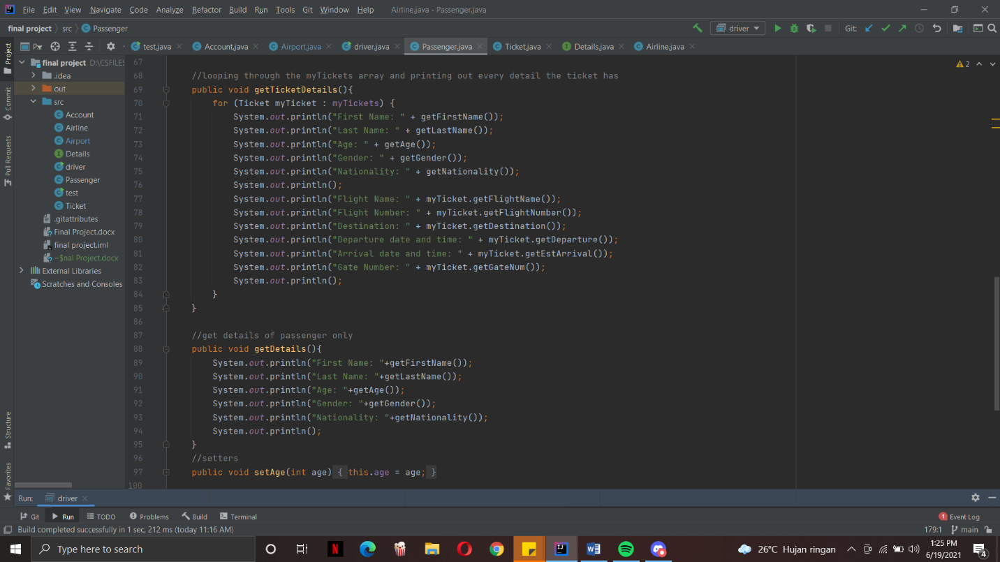 File Edit View Navigate Code Analyze Refactor Build Run Tools Git Window Help Airline.java - Passenger.java
final project src Passenger driver Git:
Project
Commit
Pull Requests
Structure
Favorites
test.java Account.java Airport.java driver.java Passenger.java Ticket.java Details.java Airline.java
final project D:\CSFILES
.idea
out
src
Account
Airline
Airport
Details
driver
Passenger
test
Ticket
.gitattributes
Final Project.docx
final project.iml
~$nal Project.docx
External Libraries
Scratches and Consoles
2
67
68 //looping through the myTickets array and printing out every detail the ticket has
69 public void getTicketDetails(){
70 for (Ticket myTicket : myTickets) {
71 System.out.println("First Name: " + getFirstName());
72 System.out.println("Last Name: " + getLastName());
73 System.out.println("Age: " + getAge());
74 System.out.println("Gender: " + getGender());
75 System.out.println("Nationality: " + getNationality());
76 System.out.println();
77 System.out.println("Flight Name: " + myTicket.getFlightName());
78 System.out.println("Flight Number: " + myTicket.getFlightNumber());
79 System.out.println("Destination: " + myTicket.getDestination());
80 System.out.println("Departure date and time: " + myTicket.getDeparture());
81 System.out.println("Arrival date and time: " + myTicket.getEstArrival());
82 System.out.println("Gate Number: " + myTicket.getGateNum());
83 System.out.println();
84 }
85 }
86
87 //get details of passenger only
88 public void getDetails(){
89 System.out.println("First Name: "+getFirstName());
90 System.out.println("Last Name: "+getLastName());
91 System.out.println("Age: "+getAge());
92 System.out.println("Gender: "+getGender());
93 System.out.println("Nationality: "+getNationality());
94 System.out.println();
95 }
96 //setters
97 public void setAge(int age) { this.age = age; }
100
Run: driver
Git Run TODO Problems Build Terminal 1 Event Log
Build completed successfully in 1 sec, 212 ms (today 11:16 AM) 179:1 main
Type here to search
26°C Hujan ringan
1:25 PM
6/19/2021
4